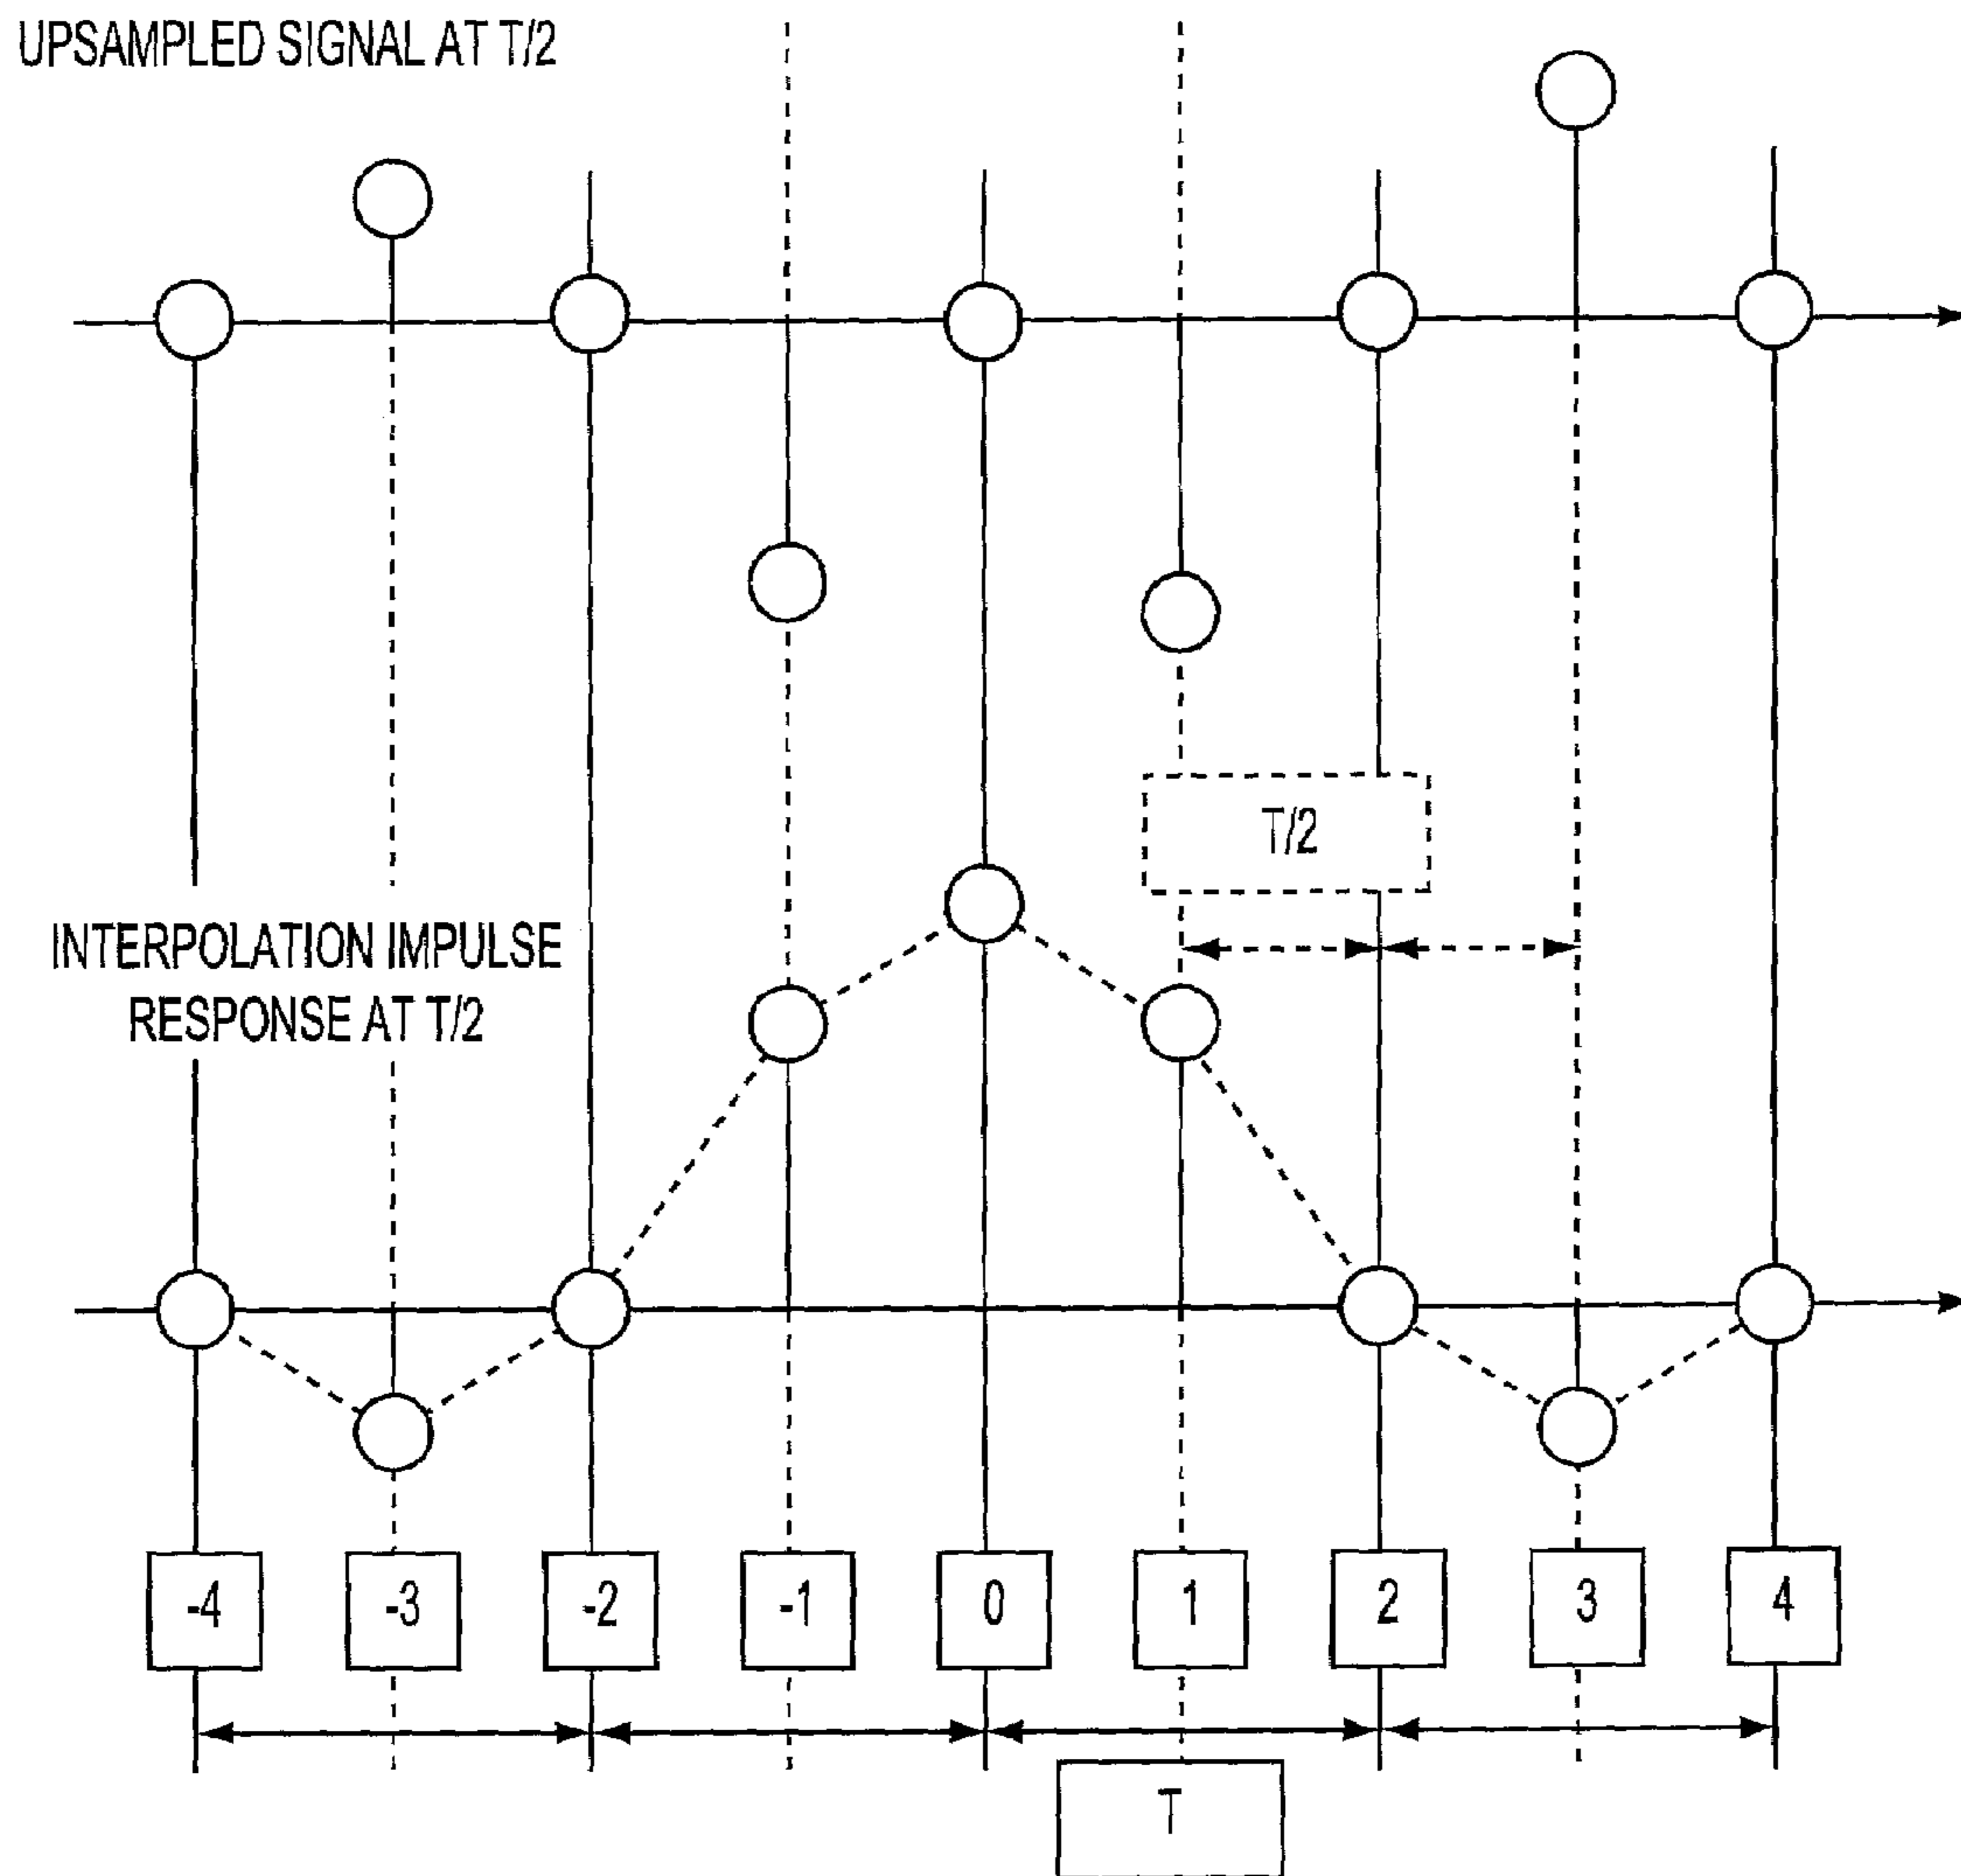 UPSAMPLED SIGNAL AT T/2
T/2
INTERPOLATION IMPULSE
RESPONSE AT T/2
-4 -3 -2 -1 0 1 2 3 4
T